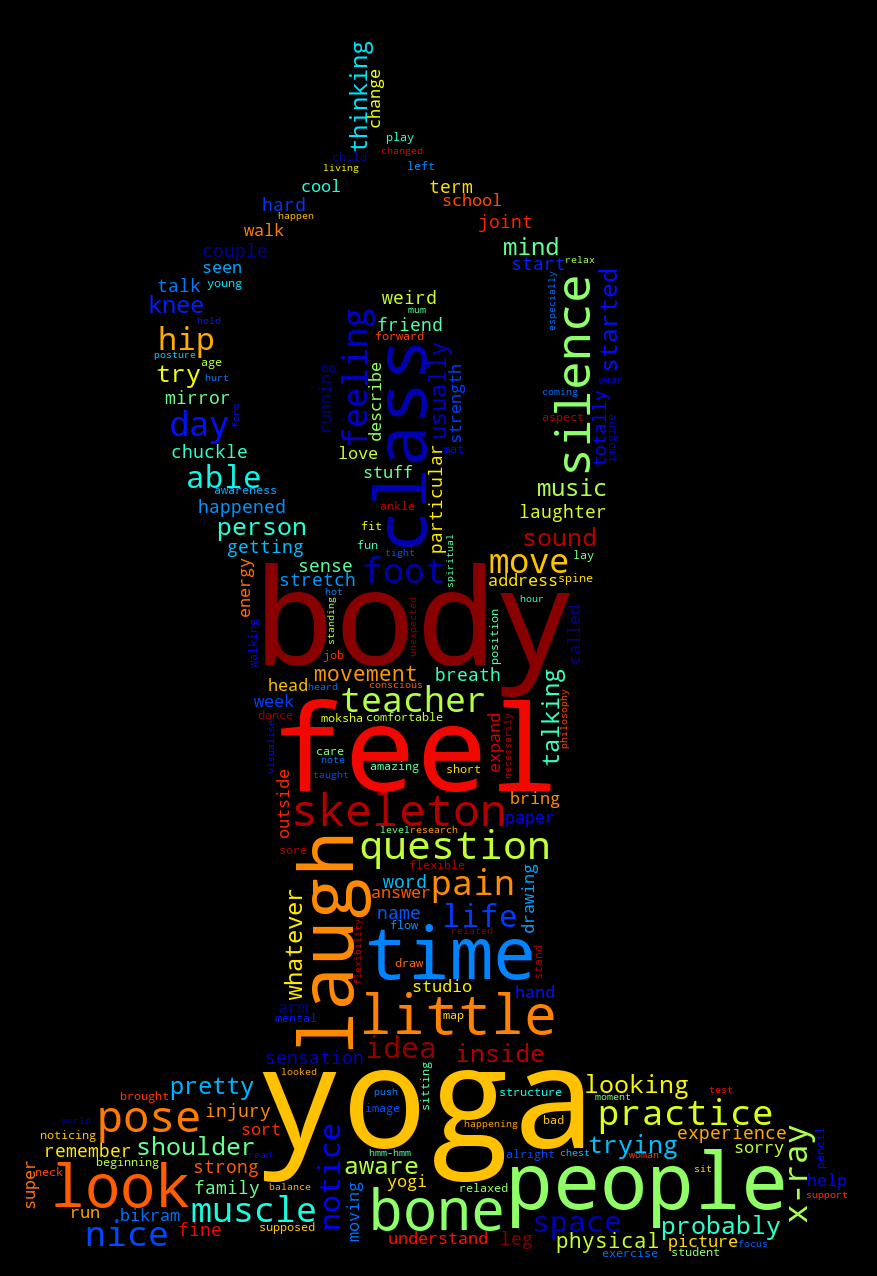 thinking
change
play
changed
child
living
left
cool
term
school
hard
happen
walk
joint
mind
couple
seen
start
relax
talk
young
especially
started
silence
knee
hold
weird
mum
friend
forward
feeling
hip
posture
age
try
hurt
mirror
form
day
running
describe
class
usually
strength
coming
wear
aspect
totally
imagine
chuckle
love
mat
able
stuff
particular
awareness
music
happened
ankle
laughter
person
fit
sound
getting
fun
tight
spiritual
move
lay
sense
stretch
foot
address
spine
energy
hot
body
hour
standing
unexpected
position
called
walking
job
movement
breath
head
heard
conscious
talking
philosophy
week
teacher
dance
moksha
comfortable
feel
expand
necessarily
visualise
care
note
amazing
short
taught
outside
skeleton
bring
paper
level
research
question
sore
flexible
laugh
word
pain
answer
drawing
whatever
name
life
flow
related
flexibility
time
draw
stand
studio
hand
arm
mental
little
map
idea
inside
sensation
looked
yoga
sitting
pretty
push
structure
looking
moment
test
brought
image
pose
injury
practice
happening
bad
sort
noticing
notice
experience
remember
shoulder
read
hmm-hmm
alright
chest
trying
woman
sorry
x-ray
pencil
world
beginning
strong
aware
sit
super
neck
look
family
balance
yogi
relaxed
people
help
support
run
bikram
muscle
moving
bone
space
probably
nice
fine
supposed
understand
leg
physical
picture
focus
exercise
student